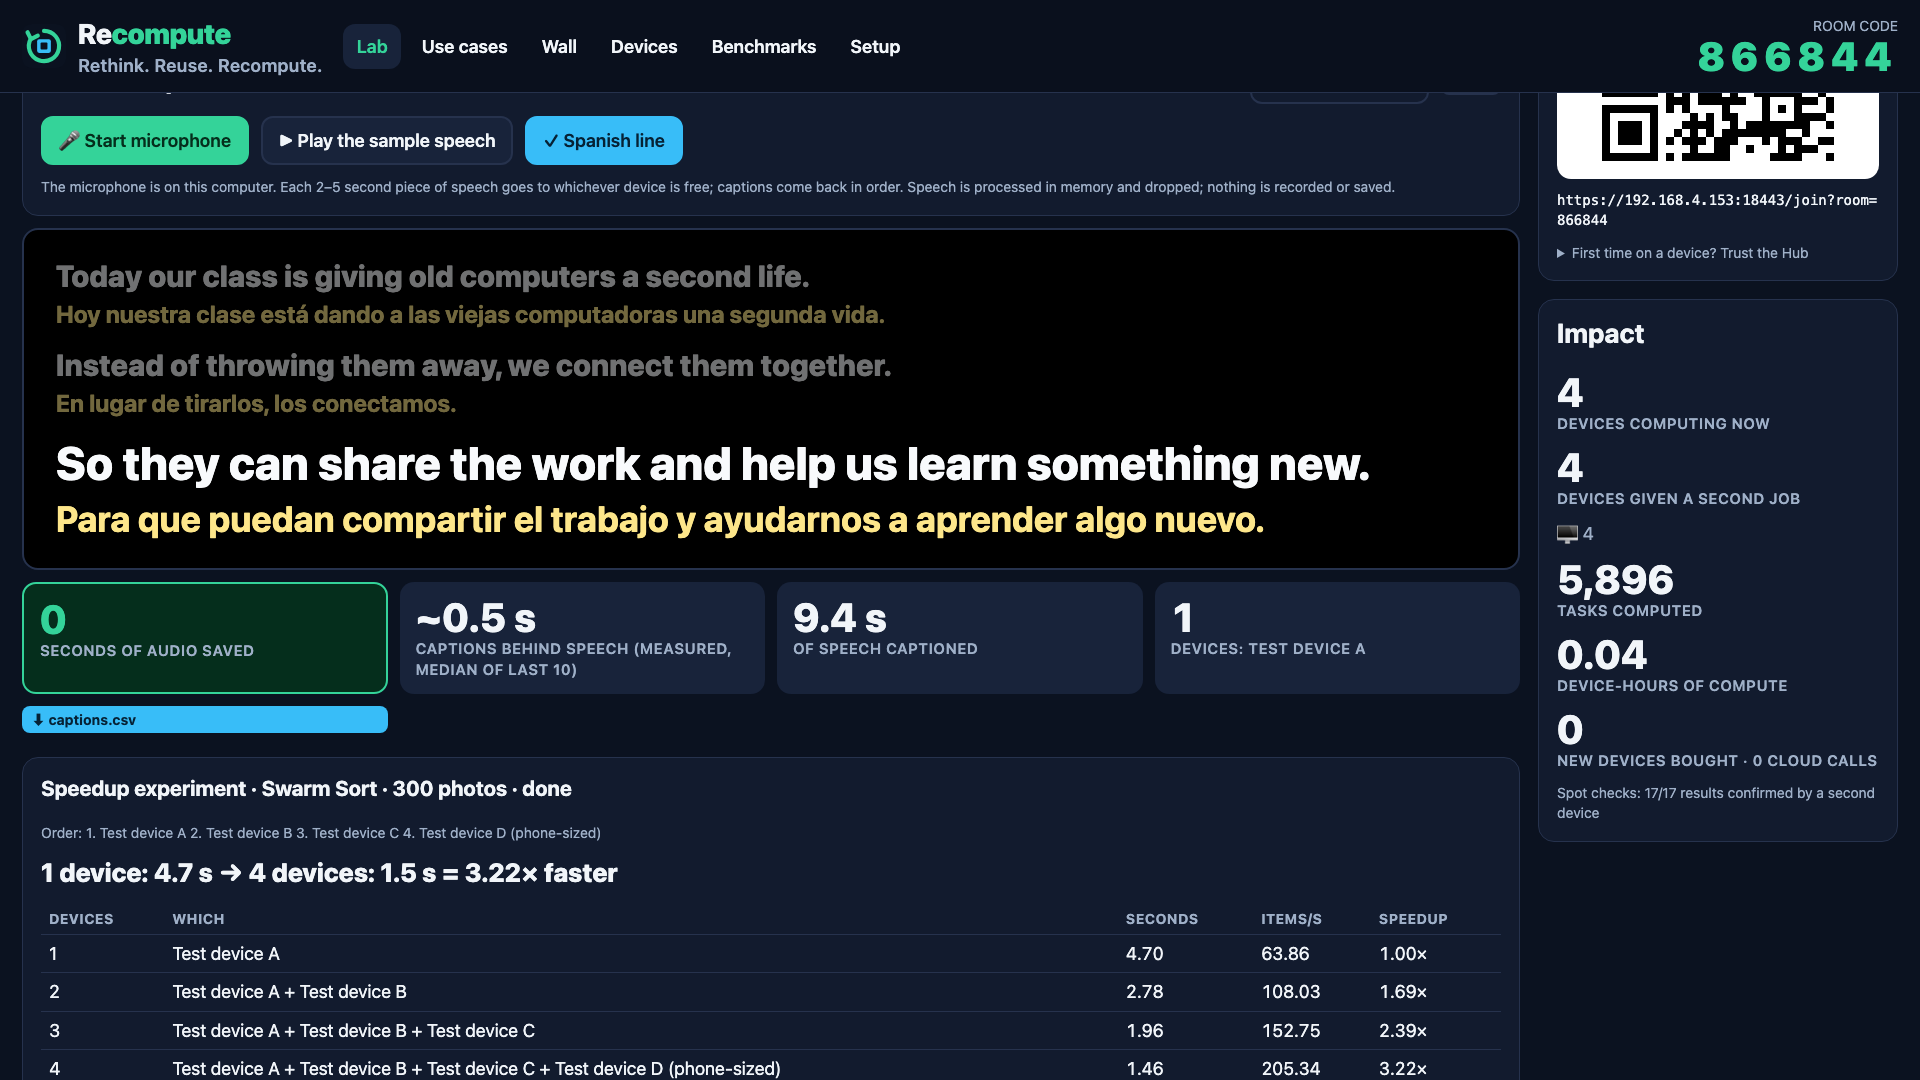 Recompute
Rethink. Reuse. Recompute.
Lab
Use cases
Wall
Devices
Benchmarks
Setup
ROOM CODE
866844
🎤 Start microphone
▶ Play the sample speech
✓ Spanish line
The microphone is on this computer. Each 2–5 second piece of speech goes to whichever device is free; captions come back in order. Speech is processed in memory and dropped; nothing is recorded or saved.
Today our class is giving old computers a second life.
Hoy nuestra clase está dando a las viejas computadoras una segunda vida.
Instead of throwing them away, we connect them together.
En lugar de tirarlos, los conectamos.
So they can share the work and help us learn something new.
Para que puedan compartir el trabajo y ayudarnos a aprender algo nuevo.
0
SECONDS OF AUDIO SAVED
~0.5 s
CAPTIONS BEHIND SPEECH (MEASURED,
MEDIAN OF LAST 10)
9.4 s
OF SPEECH CAPTIONED
1
DEVICES: TEST DEVICE A
⬇ captions.csv
Speedup experiment · Swarm Sort · 300 photos · done
Order: 1. Test device A 2. Test device B 3. Test device C 4. Test device D (phone-sized)
1 device: 4.7 s → 4 devices: 1.5 s = 3.22× faster
DEVICES WHICH SECONDS ITEMS/S SPEEDUP
1 Test device A 4.70 63.86 1.00×
2 Test device A + Test device B 2.78 108.03 1.69×
3 Test device A + Test device B + Test device C 1.96 152.75 2.39×
4 Test device A + Test device B + Test device C + Test device D (phone-sized) 1.46 205.34 3.22×
https://192.168.4.153:18443/join?room=
866844
▶ First time on a device? Trust the Hub
Impact
4
DEVICES COMPUTING NOW
4
DEVICES GIVEN A SECOND JOB
🖥️ 4
5,896
TASKS COMPUTED
0.04
DEVICE-HOURS OF COMPUTE
0
NEW DEVICES BOUGHT · 0 CLOUD CALLS
Spot checks: 17/17 results confirmed by a second
device